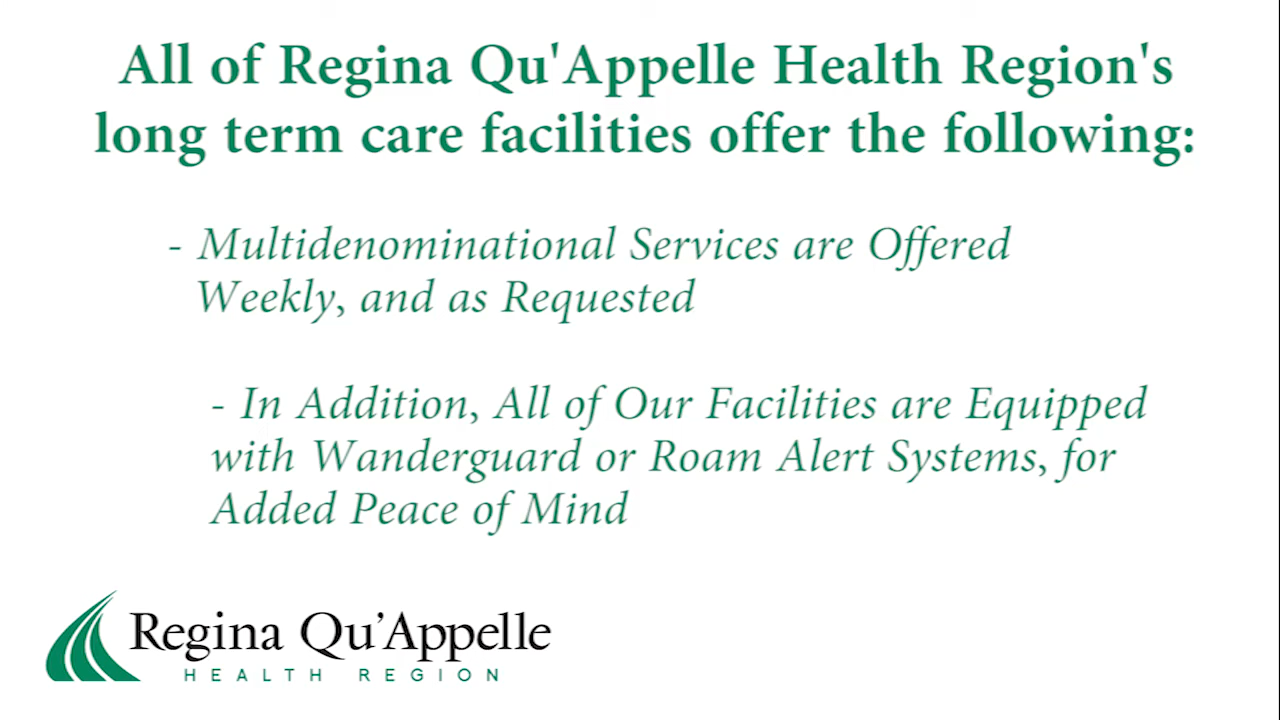 All of Regina Qu'Appelle Health Region's
long term care facilities offer the following:
- Multidenominational Services are Offered
Weekly, and as Requested
- In Addition, All of Our Facilities are Equipped
with Wanderguard or Roam Alert Systems, for
Added Peace of Mind
Regina Qu’Appelle
HEALTH REGION